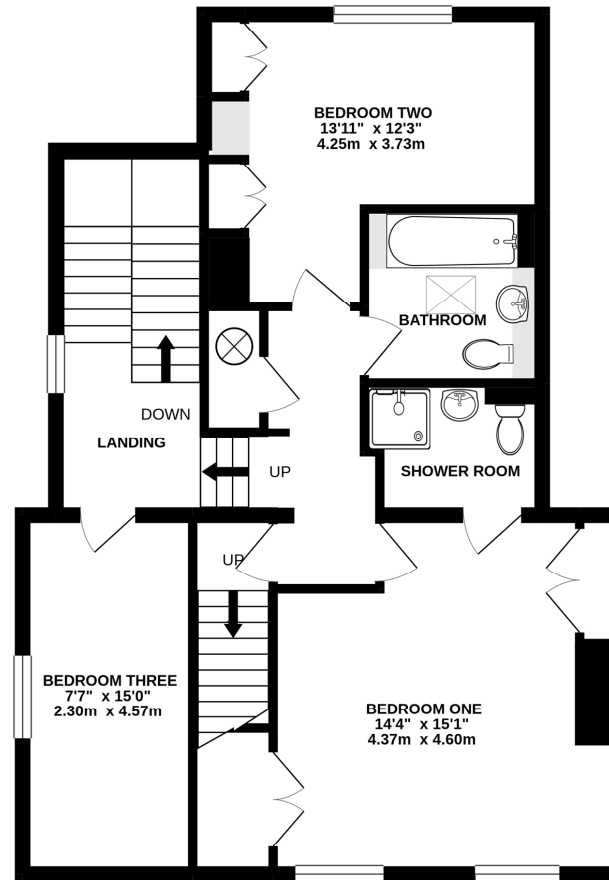 BEDROOM TWO
13'11" x 12'3"
4.25m x 3.73m
BATHROOM
DOWN
LANDING
UP
SHOWER ROOM
UP
BEDROOM THREE
7'7" x 15'0"
2.30m x 4.57m
BEDROOM ONE
14'4" x 15'1"
4.37m x 4.60m